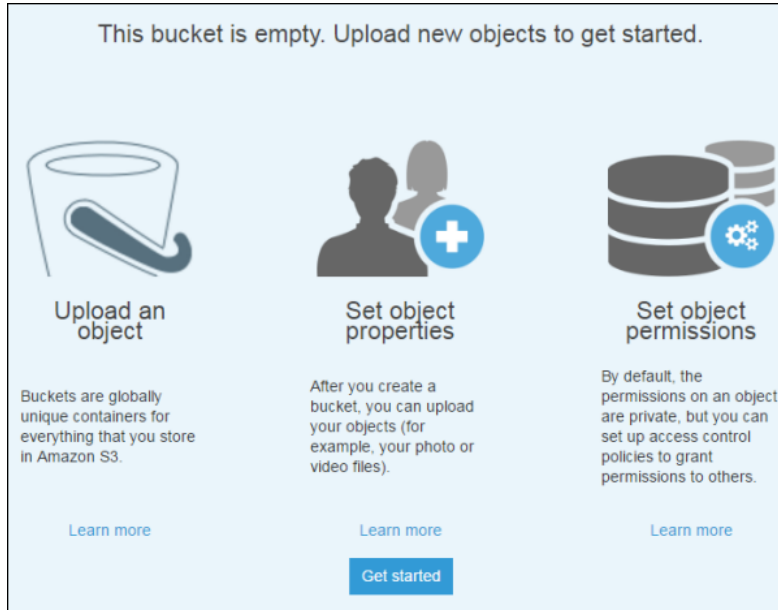 This bucket is empty. Upload new objects to get started.
Upload an
object
Buckets are globally
unique containers for
everything that you store
in Amazon S3.
Learn more
Set object
properties
After you create a
bucket, you can upload
your objects (for
example, your photo or
video files).
Learn more
Set object
permissions
By default, the
permissions on an object
are private, but you can
set up access control
policies to grant
permissions to others.
Learn more
Get started